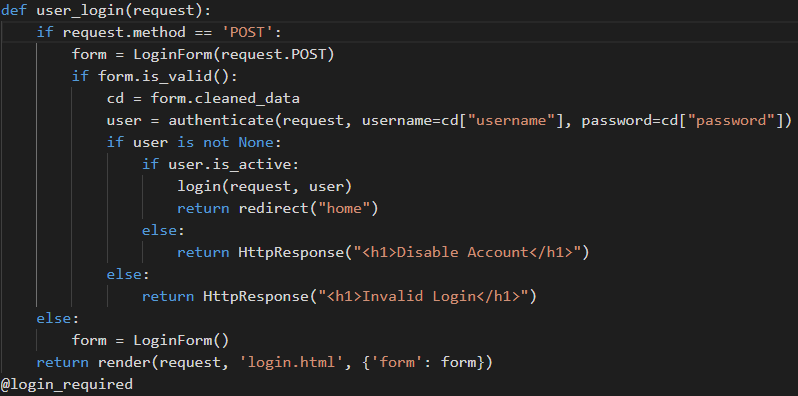 def user_login(request):
    if request.method == 'POST':
        form = LoginForm(request.POST)
        if form.is_valid():
            cd = form.cleaned_data
            user = authenticate(request, username=cd["username"], password=cd["password"])
            if user is not None:
                if user.is_active:
                    login(request, user)
                    return redirect("home")
                else:
                    return HttpResponse("<h1>Disable Account</h1>")
            else:
                return HttpResponse("<h1>Invalid Login</h1>")
    else:
        form = LoginForm()
    return render(request, 'login.html', {'form': form})
@login_required